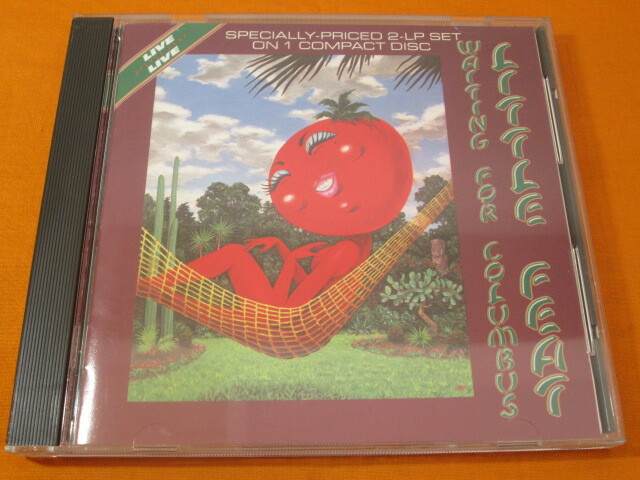 LIVE
LIVE
SPECIALLY-PRICED 2-LP SET
ON 1 COMPACT DISC
LITTLE FEAT
WAITING FOR COLUMBUS